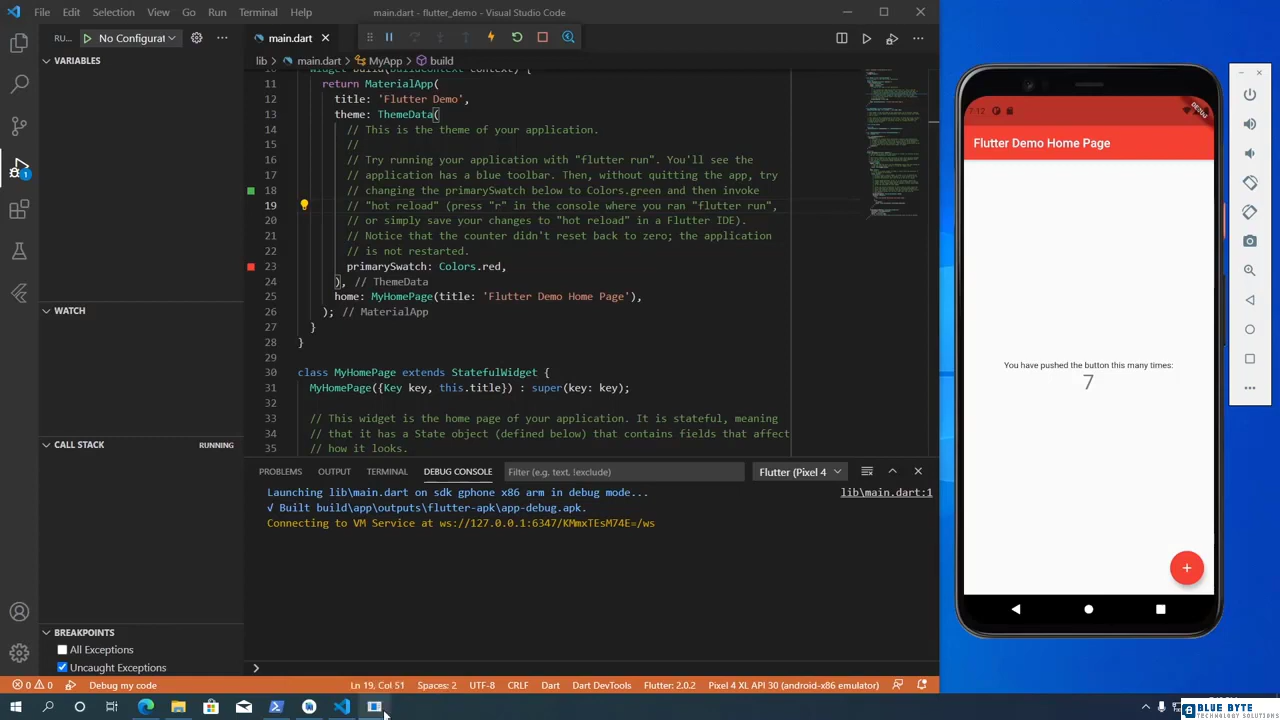 File Edit Selection View Go Run Terminal Help
main.dart - flutter_demo - Visual Studio Code
RU... No Configurat
VARIABLES
WATCH
CALL STACK
RUNNING
BREAKPOINTS
All Exceptions
Uncaught Exceptions
main.dart
lib > main.dart > MyApp > build
Widget build(BuildContext context) {
11 return MaterialApp(
12 title: 'Flutter Demo',
13 theme: ThemeData(
14 // This is the theme of your application.
15 //
16 // Try running your application with "flutter run". You'll see the
17 // application has a blue toolbar. Then, without quitting the app, try
18 // changing the primarySwatch below to Colors.green and then invoke
19 // "hot reload" (press "r" in the console where you ran "flutter run",
20 // or simply save your changes to "hot reload" in a Flutter IDE).
21 // Notice that the counter didn't reset back to zero; the application
22 // is not restarted.
23 primarySwatch: Colors.red,
24 ), // ThemeData
25 home: MyHomePage(title: 'Flutter Demo Home Page'),
26 ); // MaterialApp
27 }
28 }
29
30 class MyHomePage extends StatefulWidget {
31 MyHomePage({Key key, this.title}) : super(key: key);
32
33 // This widget is the home page of your application. It is stateful, meaning
34 // that it has a State object (defined below) that contains fields that affect
35 // how it looks.
PROBLEMS OUTPUT TERMINAL DEBUG CONSOLE
Filter (e.g. text, !exclude)
Flutter (Pixel 4
Launching lib\main.dart on sdk gphone x86 arm in debug mode...
lib\main.dart:1
√ Built build\app\outputs\flutter-apk\app-debug.apk.
Connecting to VM Service at ws://127.0.0.1:6347/KMmxTEsM74E=/ws
0 0 Debug my code
Ln 19, Col 51 Spaces: 2 UTF-8 CRLF Dart Dart DevTools Flutter: 2.0.2 Pixel 4 XL API 30 (android-x86 emulator)
1
7:12
DEBUG
Flutter Demo Home Page
You have pushed the button this many times:
7
+
BLUE BYTE
TECHNOLOGY SOLUTIONS